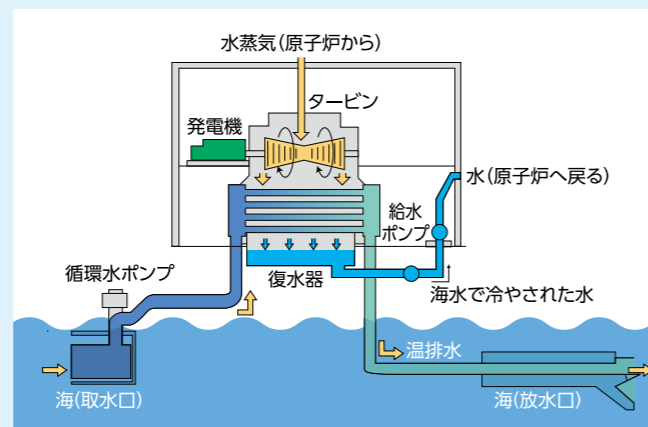 水蒸気(原子炉から)
タービン
発電機
水(原子炉へ戻る)
給水
ポンプ
循環水ポンプ
復水器
海水で冷やされた水
温排水
海(取水口)
海(放水口)